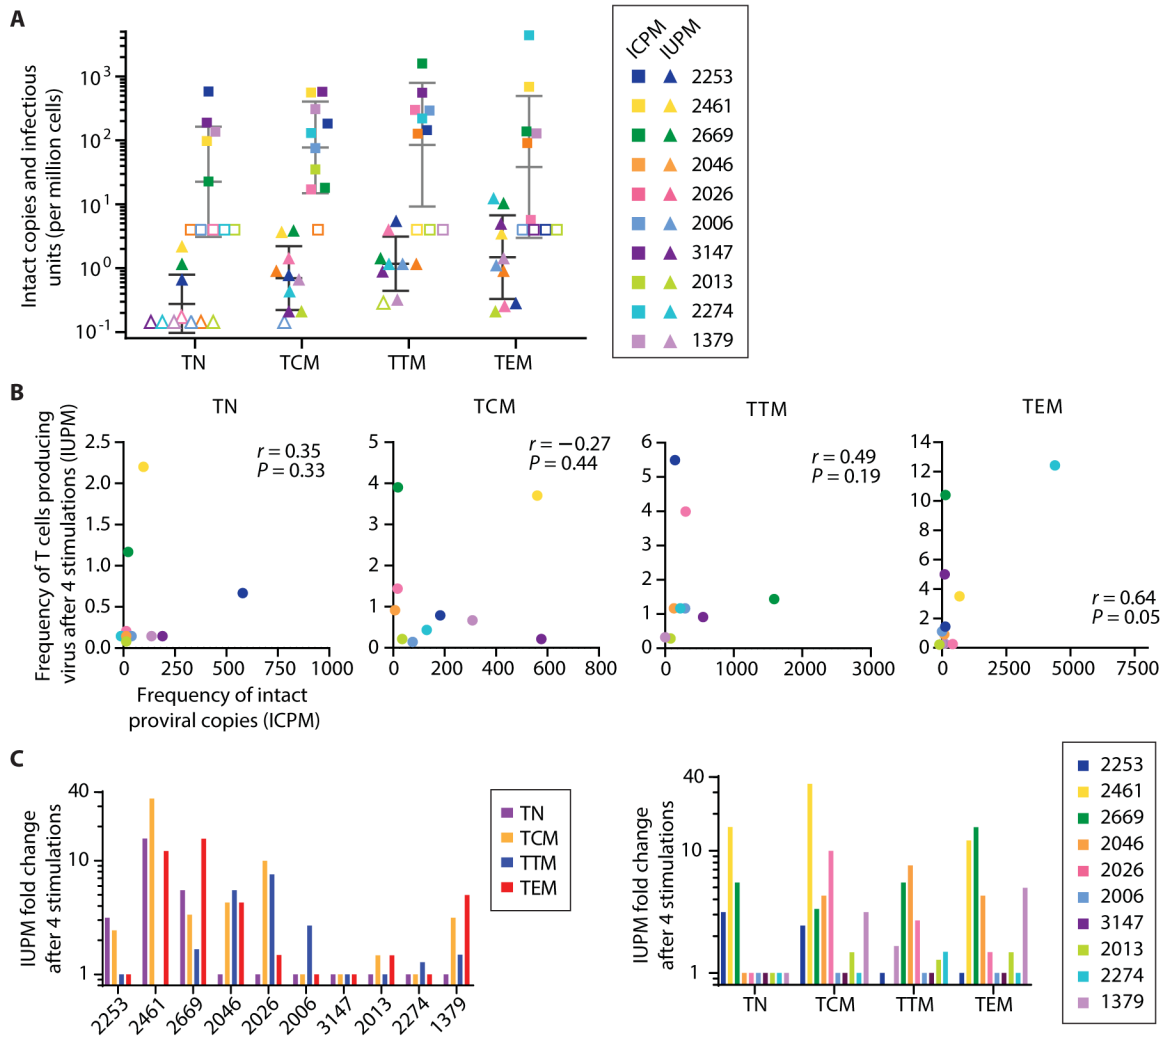 A
Intact copies and infectious
units (per million cells)
10³
10²
10¹
10⁰
10⁻¹
TN
TCM
TTM
TEM
ICPM
IUPM
2253
2461
2669
2046
2026
2006
3147
2013
2274
1379
B
Frequency of T cells producing
virus after 4 stimulations (IUPM)
TN
2.5
2.0
1.5
1.0
0.5
0.0
r = 0.35
P = 0.33
0 250 500 750 1000
Frequency of intact
proviral copies (ICPM)
TCM
5
4
3
2
1
0
r = −0.27
P = 0.44
0 200 400 600 800
TTM
6
5
4
3
2
1
0
r = 0.49
P = 0.19
0 1000 2000 3000
TEM
14
12
10
8
6
4
2
0
r = 0.64
P = 0.05
0 2500 5000 7500
C
IUPM fold change
after 4 stimulations
40
10
1
2253 2461 2669 2046 2026 2006 3147 2013 2274 1379
TN
TCM
TTM
TEM
IUPM fold change
after 4 stimulations
40
10
1
TN TCM TTM TEM
2253
2461
2669
2046
2026
2006
3147
2013
2274
1379